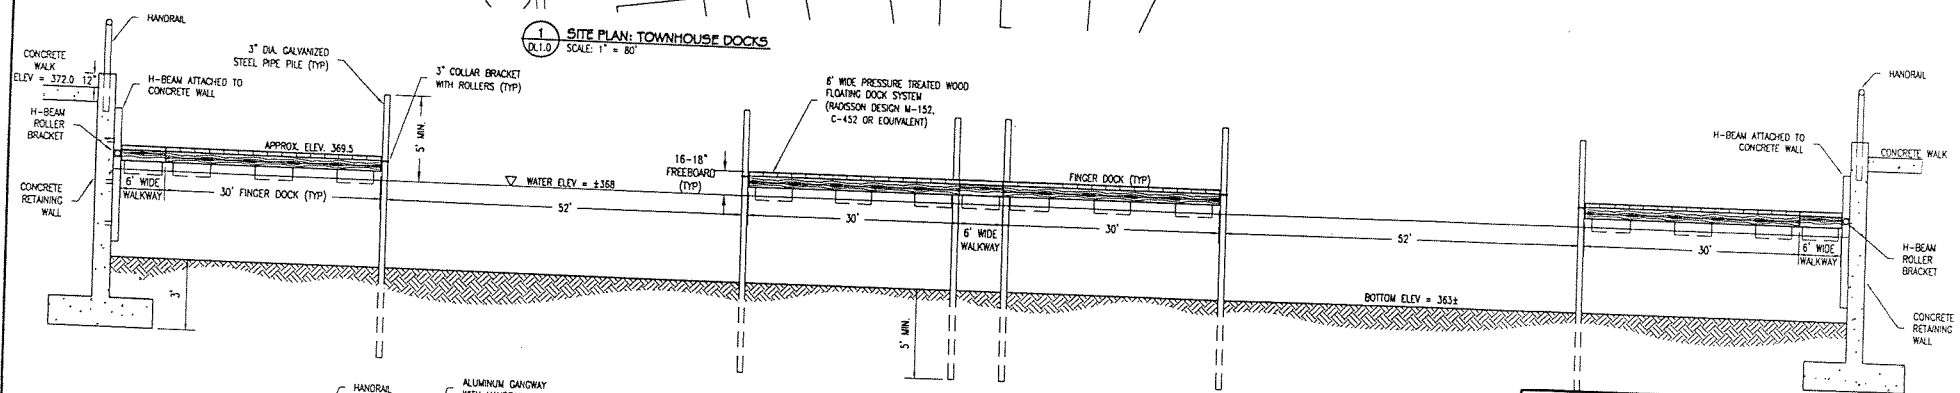 1
DL1.0
SITE PLAN: TOWNHOUSE DOCKS
SCALE: 1" = 80'
HANDRAIL
CONCRETE
WALK
ELEV = 372.0
12"
H-BEAM ATTACHED TO
CONCRETE WALL
H-BEAM
ROLLER
BRACKET
CONCRETE
RETAINING
WALL
3" DIA. GALVANIZED
STEEL PIPE PILE (TYP)
3" COLLAR BRACKET
WITH ROLLERS (TYP)
5' MIN.
APPROX. ELEV. 369.5
6' WIDE
WALKWAY
30' FINGER DOCK (TYP)
WATER ELEV = ±368
52'
3'
16-18"
FREEBOARD
(TYP)
6' WIDE PRESSURE TREATED WOOD
FLOATING DOCK SYSTEM
(RADISSON DESIGN M-152,
C-452 OR EQUIVALENT)
FINGER DOCK (TYP)
30'
6' WIDE
WALKWAY
30'
5' MIN.
52'
BOTTOM ELEV = 363±
30'
6' WIDE
WALKWAY
HANDRAIL
H-BEAM ATTACHED TO
CONCRETE WALL
CONCRETE WALK
H-BEAM
ROLLER
BRACKET
CONCRETE
RETAINING
WALL
HANDRAIL
ALUMINUM GANGWAY